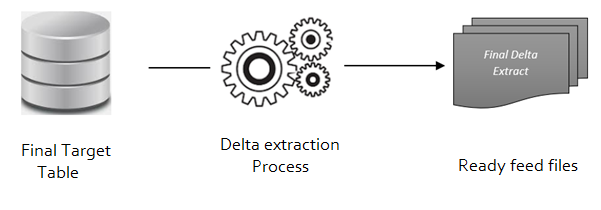 Final Delta
Extract
Final Target
Table
Delta extraction
Process
Ready feed files